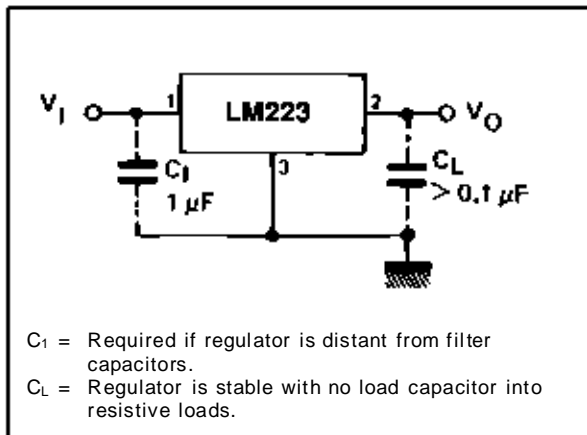 V_I 1 LM223 2 V_O
3
C_I
1 µF
C_L
> 0.1 µF
C₁ = Required if regulator is distant from filter
capacitors.
C_L = Regulator is stable with no load capacitor into
resistive loads.